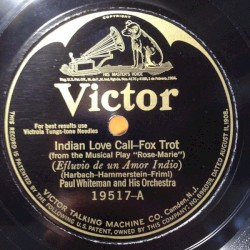 HIS MASTER'S VOICE
Victor
For best results use
Victrola Tungs-tone Needles
Indian Love Call-Fox Trot
(from the Musical Play "Rose-Marie")
(Efluvio de un Amor Indio)
(Harbach-Hammerstein-Friml)
Paul Whiteman and His Orchestra
19517-A
VICTOR TALKING MACHINE CO. Camden, N.J.